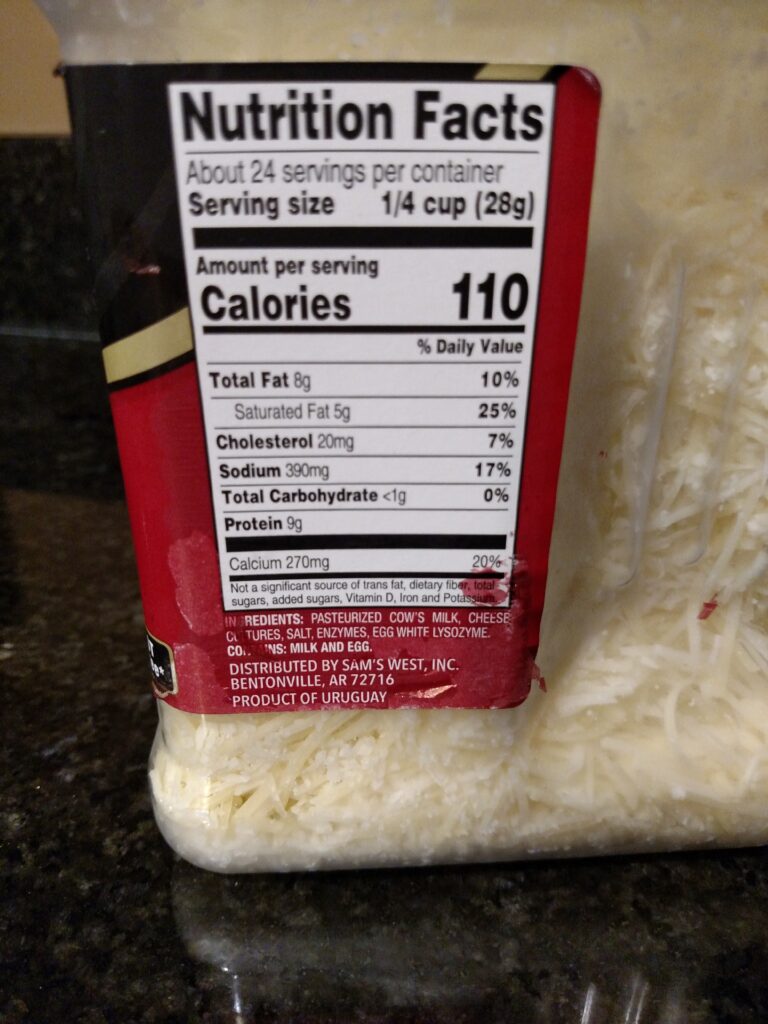 Nutrition Facts
About 24 servings per container
Serving size 1/4 cup (28g)
Amount per serving
Calories 110
% Daily Value
Total Fat 8g 10%
Saturated Fat 5g 25%
Cholesterol 20mg 7%
Sodium 390mg 17%
Total Carbohydrate <1g 0%
Protein 9g
Calcium 270mg 20%
Not a significant source of trans fat, dietary fiber, total
sugars, added sugars, Vitamin D, Iron and Potassium.
INGREDIENTS: PASTEURIZED COW'S MILK, CHEESE
CULTURES, SALT, ENZYMES, EGG WHITE LYSOZYME.
CONTAINS: MILK AND EGG.
DISTRIBUTED BY SAM'S WEST, INC.
BENTONVILLE, AR 72716
PRODUCT OF URUGUAY